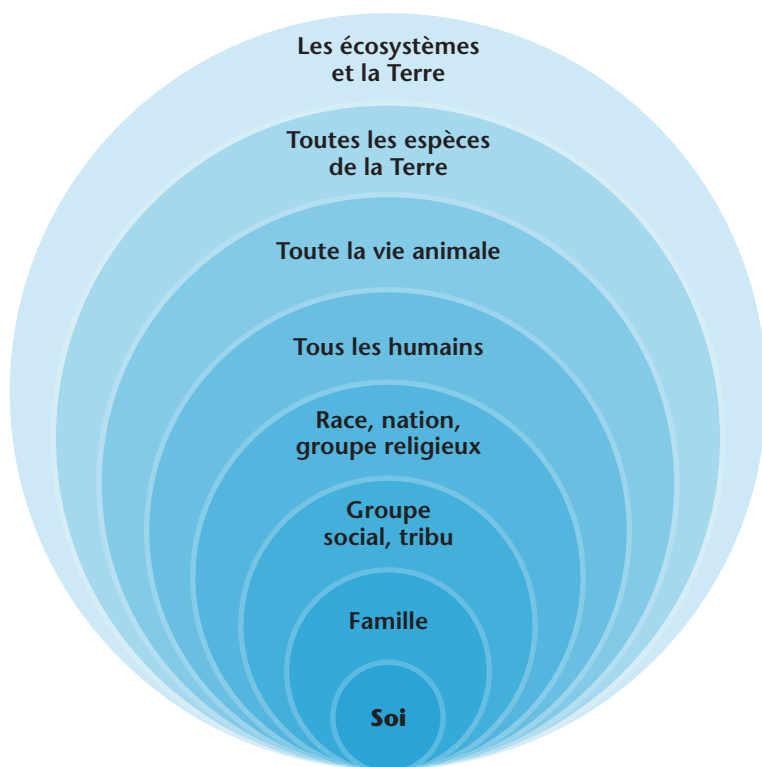 Les écosystèmes
et la Terre
Toutes les espèces
de la Terre
Toute la vie animale
Tous les humains
Race, nation,
groupe religieux
Groupe
social, tribu
Famille
Soi